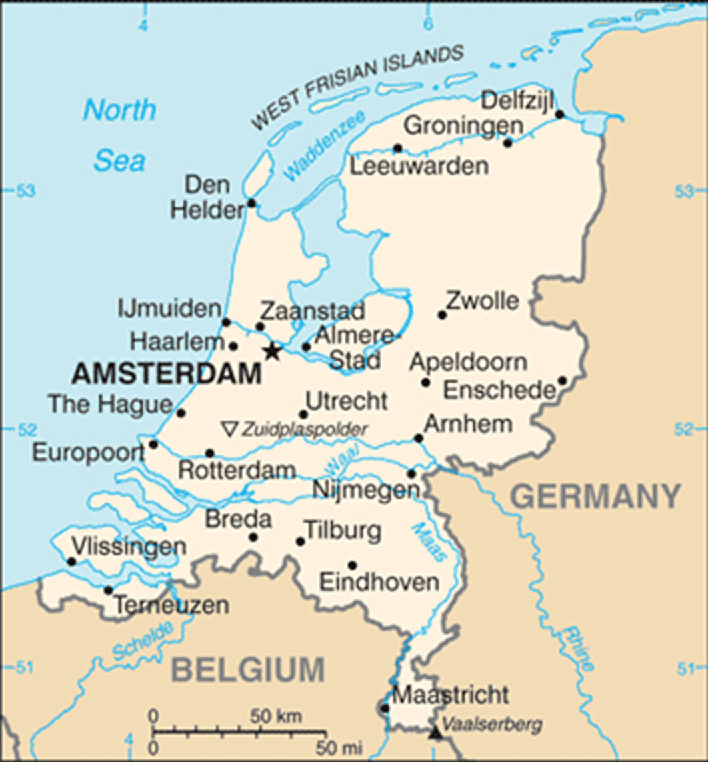 4
6
WEST FRISIAN ISLANDS
North
Sea
Waddenzee
Delfzijl
Groningen
Leeuwarden
53
53
Den
Helder
IJmuiden
Zaanstad
Zwolle
Haarlem
Almere-
Stad
AMSTERDAM
Apeldoorn
Enschede
The Hague
Utrecht
52
Zuidplaspolder
Arnhem
52
Europoort
Rotterdam
Waal
Nijmegen
GERMANY
Breda
Tilburg
Maas
Vlissingen
Eindhoven
Terneuzen
Schelde
Rhine
51
BELGIUM
51
Maastricht
Vaalserberg
0
50 km
0
50 mi
4
6